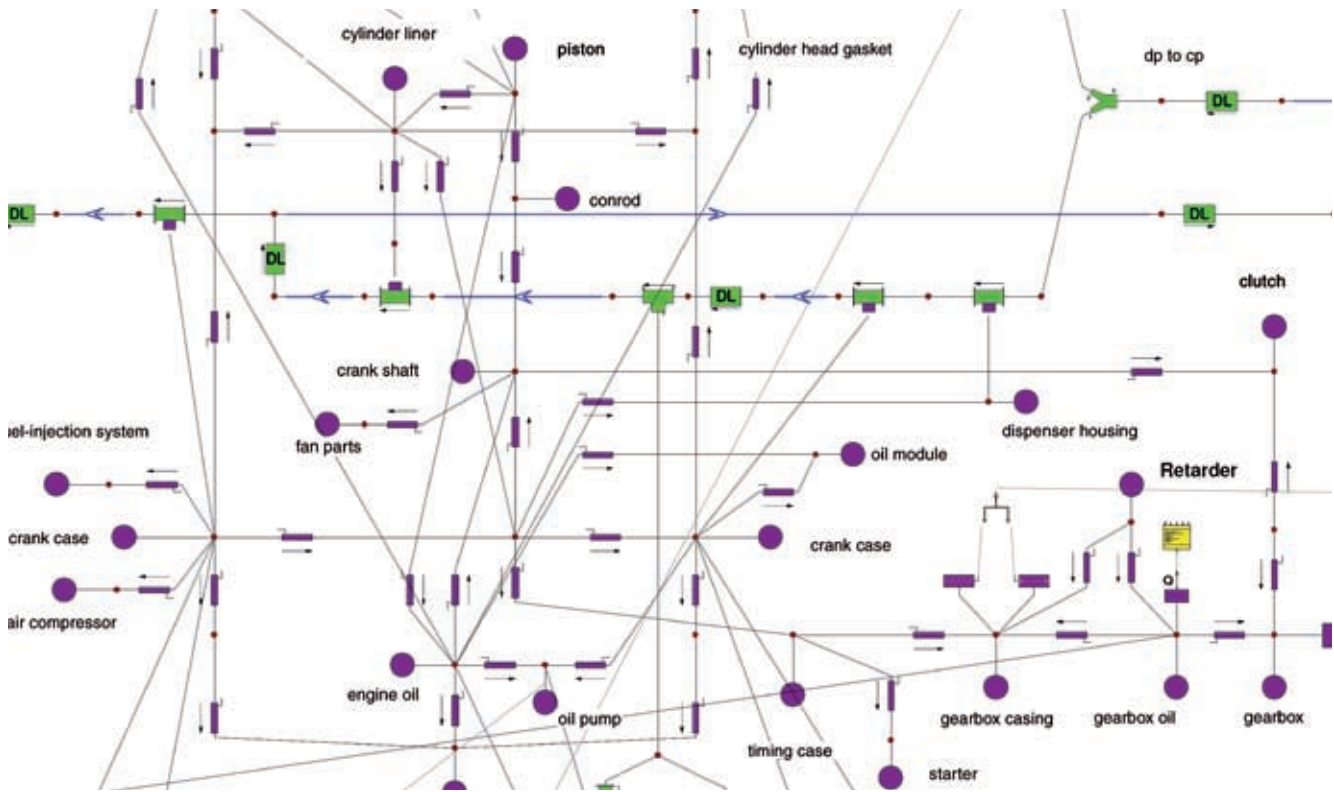 cylinder liner
piston
cylinder head gasket
dp to cp
DL
conrod
DL
DL
DL
DL
clutch
crank shaft
dispenser housing
fan parts
el-injection system
oil module
Retarder
crank case
crank case
Q
air compressor
engine oil
oil pump
gearbox casing
gearbox oil
gearbox
timing case
starter